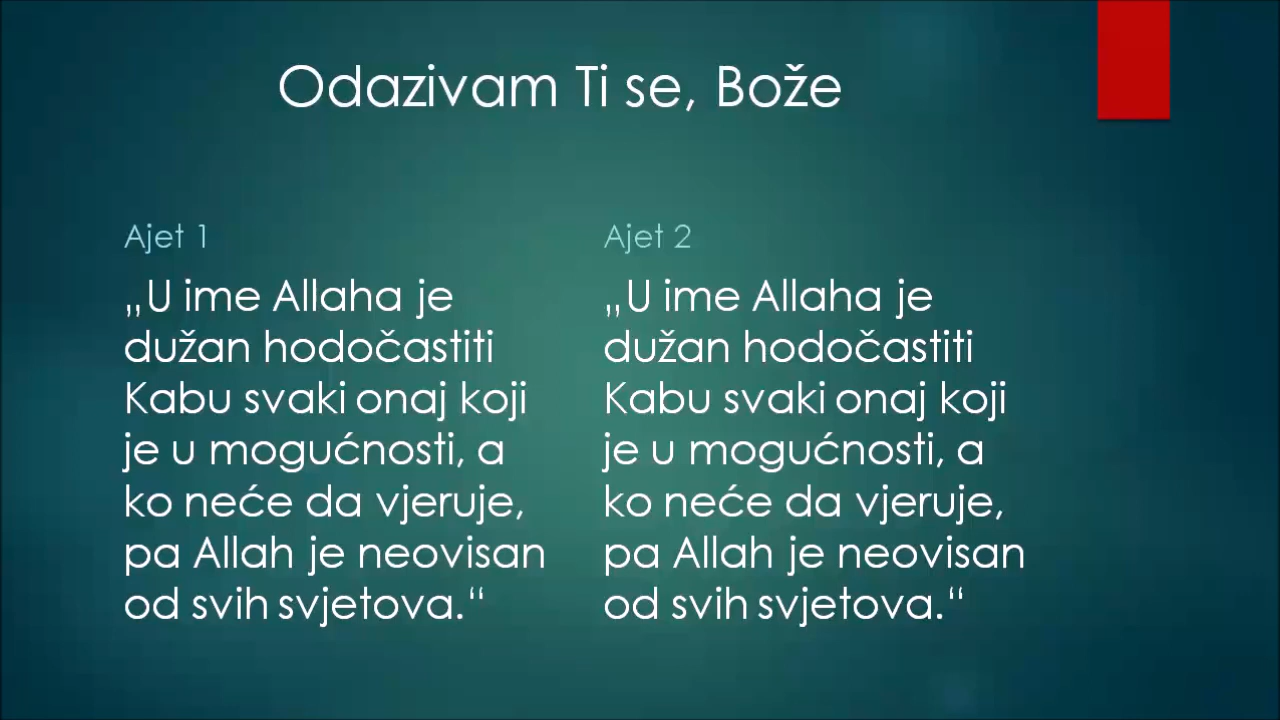 Odazivam Ti se, Bože
Ajet 1
„U ime Allaha je
dužan hodočastiti
Kabu svaki onaj koji
je u mogućnosti, a
ko neće da vjeruje,
pa Allah je neovisan
od svih svjetova.“
Ajet 2
„U ime Allaha je
dužan hodočastiti
Kabu svaki onaj koji
je u mogućnosti, a
ko neće da vjeruje,
pa Allah je neovisan
od svih svjetova.“